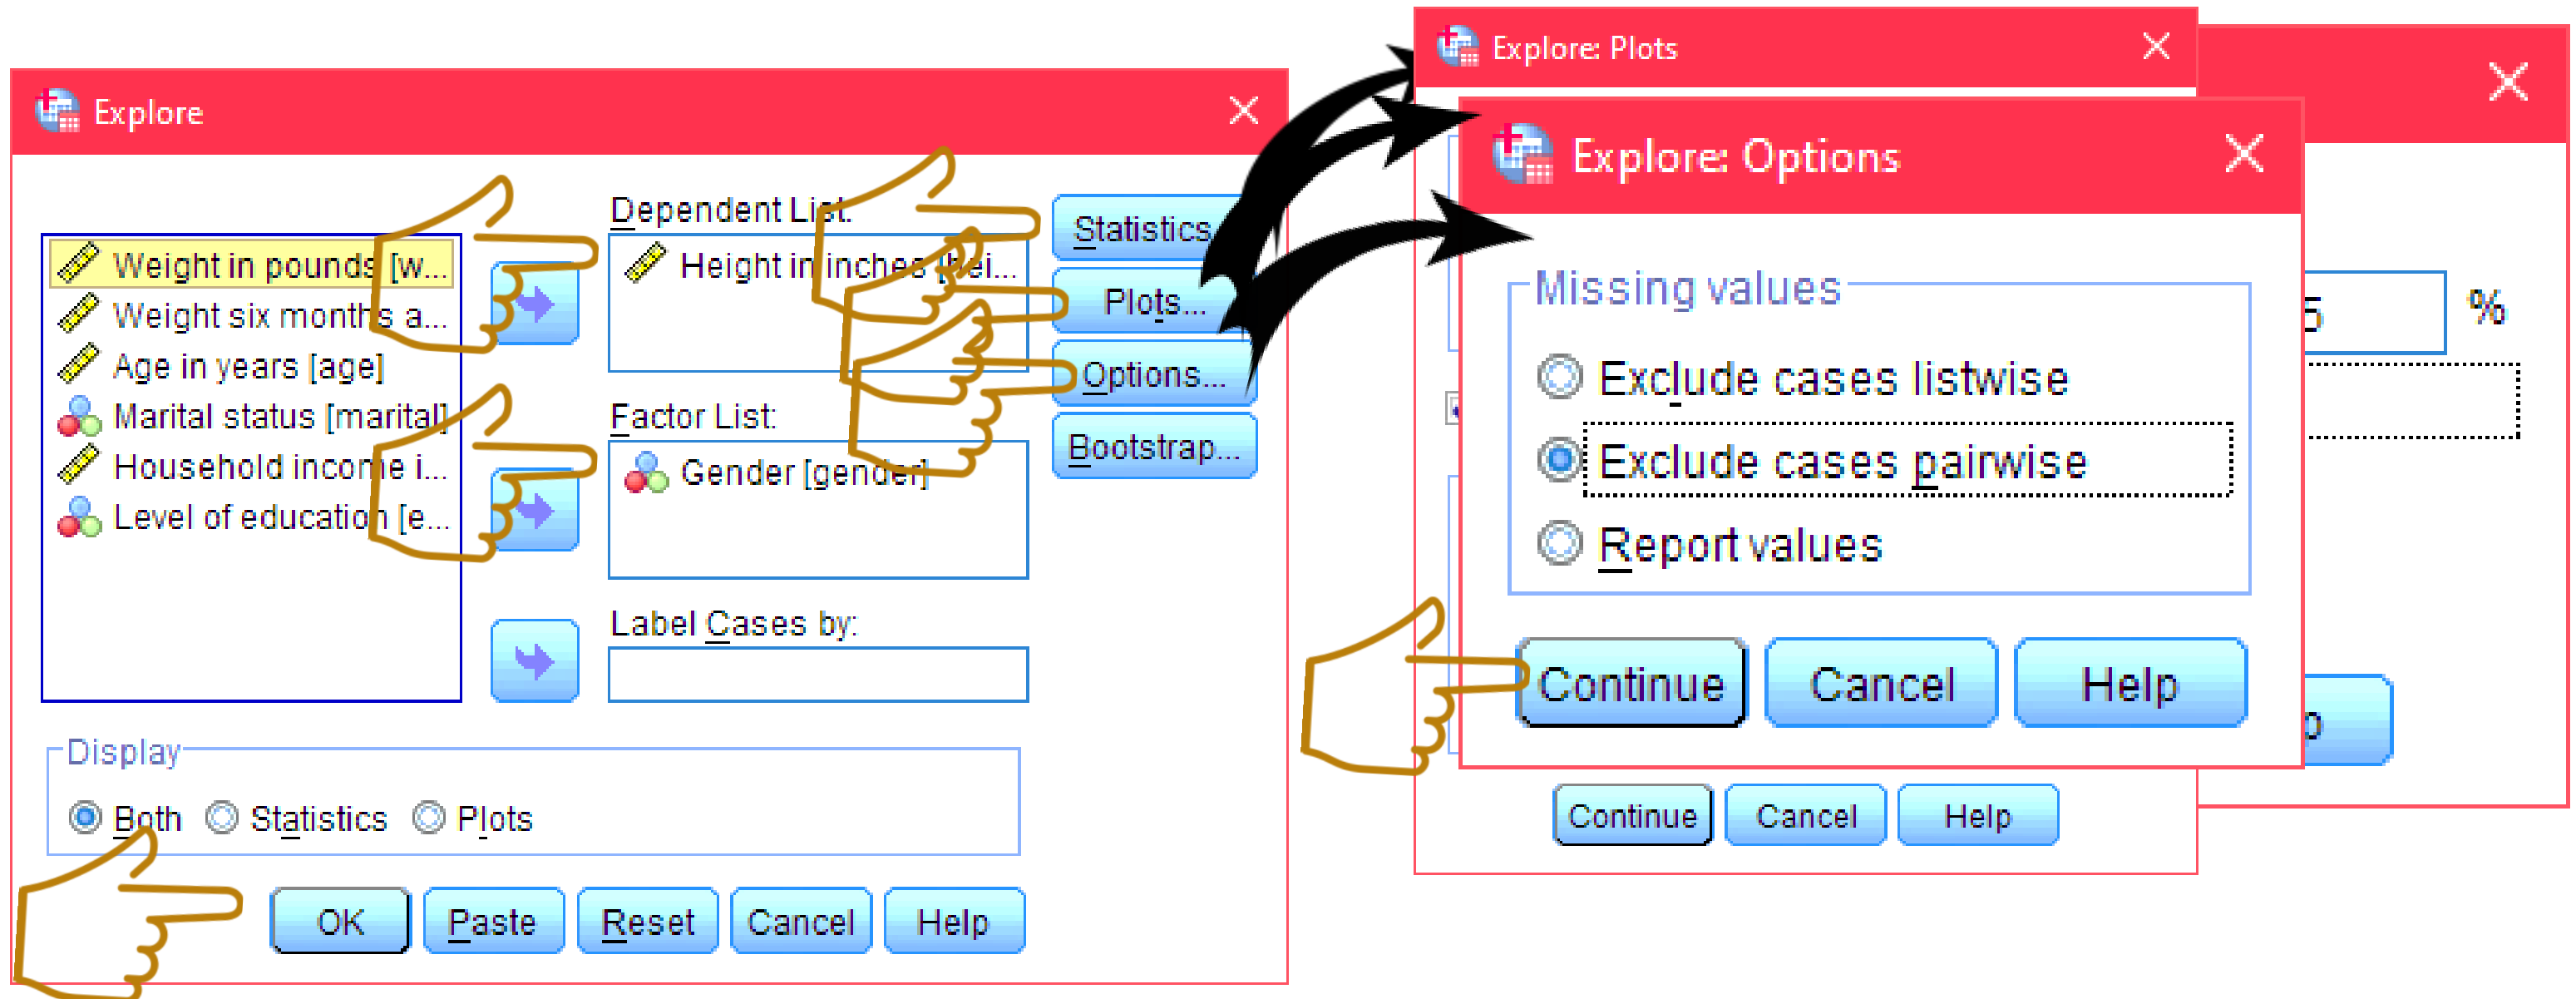 Explore
Weight in pounds [w...
Weight six months a...
Age in years [age]
Marital status [marital]
Household income i...
Level of education [e...
Dependent List:
Height in inches [hei...
Factor List:
Gender [gender]
Label Cases by:
Statistics
Plots...
Options...
Bootstrap...
Display
Both Statistics Plots
OK Paste Reset Cancel Help
Explore: Plots
Continue Cancel Help
Explore: Options
Missing values
Exclude cases listwise
Exclude cases pairwise
Report values
Continue Cancel Help
5 %